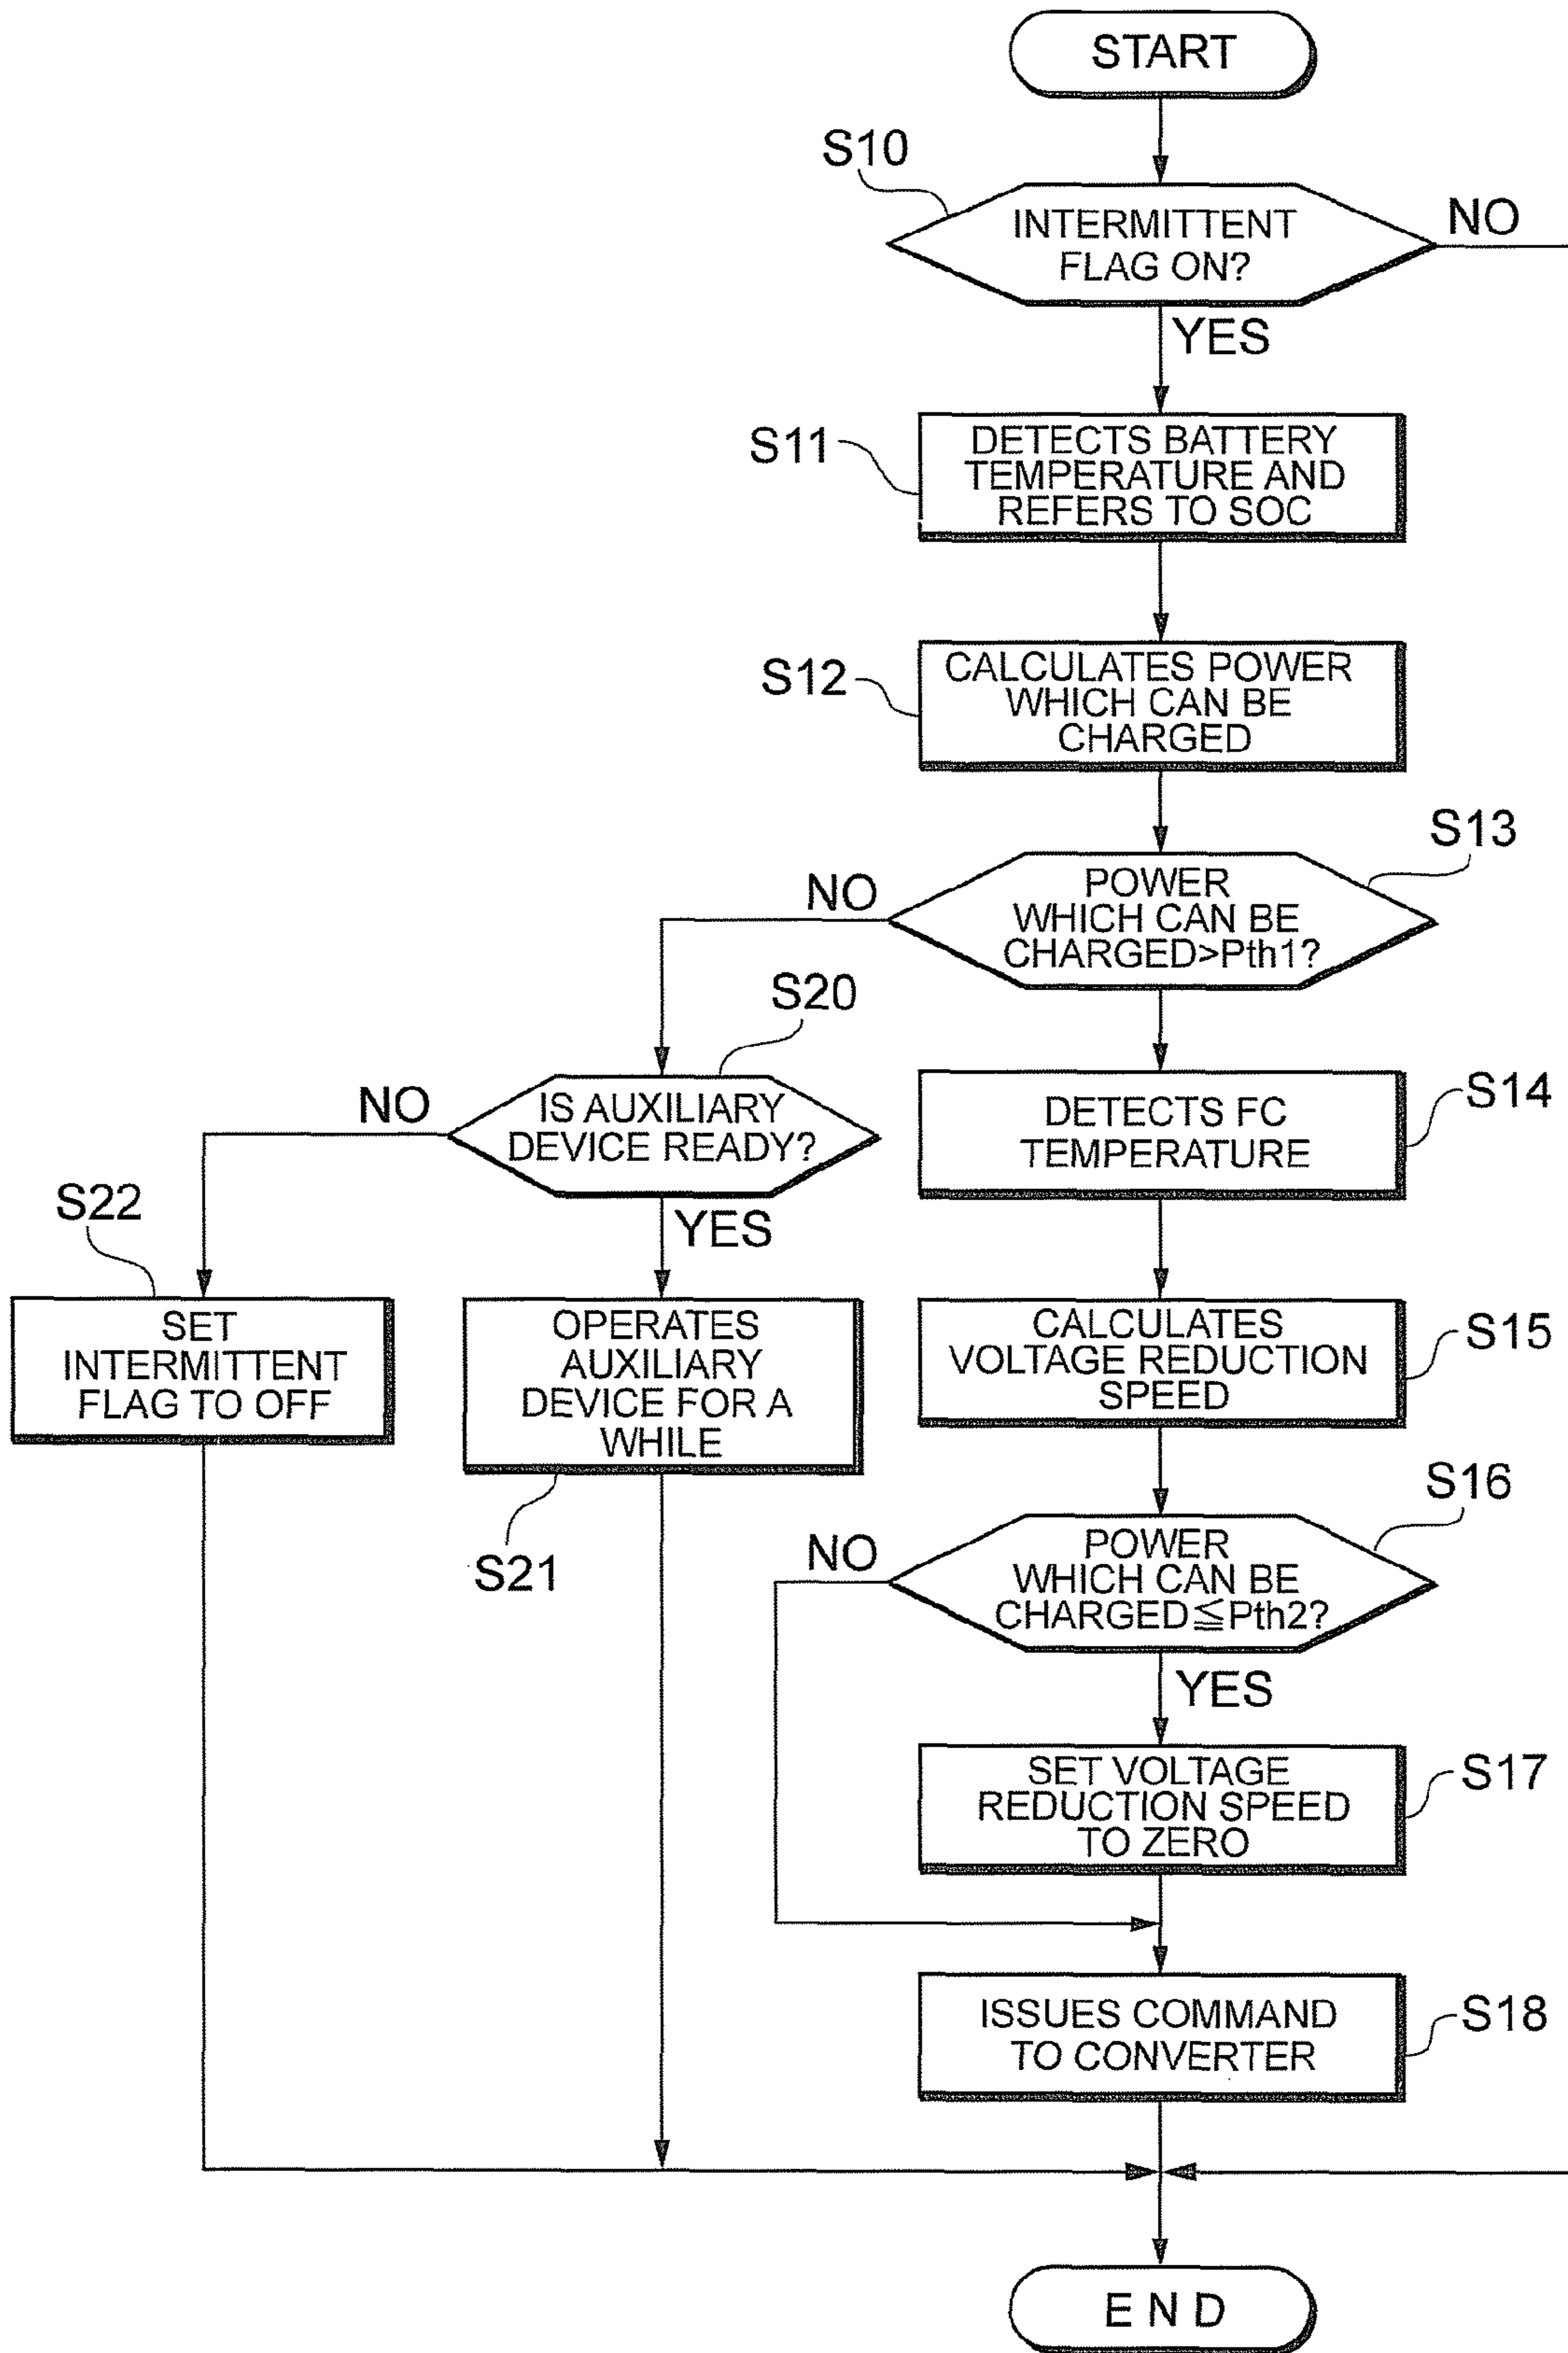 START
S10
INTERMITTENT
FLAG ON?
NO
YES
S11
DETECTS BATTERY
TEMPERATURE AND
REFERS TO SOC
S12
CALCULATES POWER
WHICH CAN BE
CHARGED
S13
POWER
WHICH CAN BE
CHARGED>Pth1?
NO
S20
IS AUXILIARY
DEVICE READY?
NO
YES
S14
DETECTS FC
TEMPERATURE
S22
SET
INTERMITTENT
FLAG TO OFF
OPERATES
AUXILIARY
DEVICE FOR A
WHILE
S21
CALCULATES
VOLTAGE REDUCTION
SPEED
S15
S16
POWER
WHICH CAN BE
CHARGED≦Pth2?
NO
YES
SET VOLTAGE
REDUCTION SPEED
TO ZERO
S17
ISSUES COMMAND
TO CONVERTER
S18
END